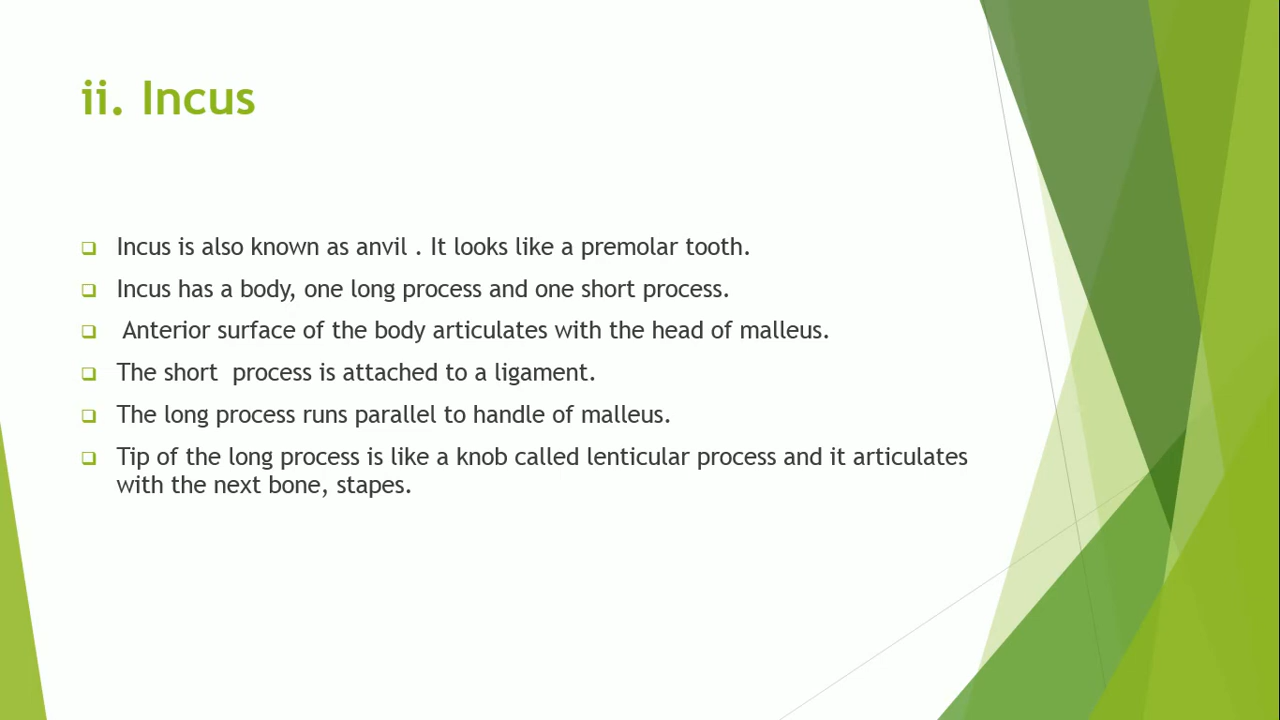 ii. Incus
Incus is also known as anvil . It looks like a premolar tooth.
Incus has a body, one long process and one short process.
Anterior surface of the body articulates with the head of malleus.
The short  process is attached to a ligament.
The long process runs parallel to handle of malleus.
Tip of the long process is like a knob called lenticular process and it articulates
with the next bone, stapes.